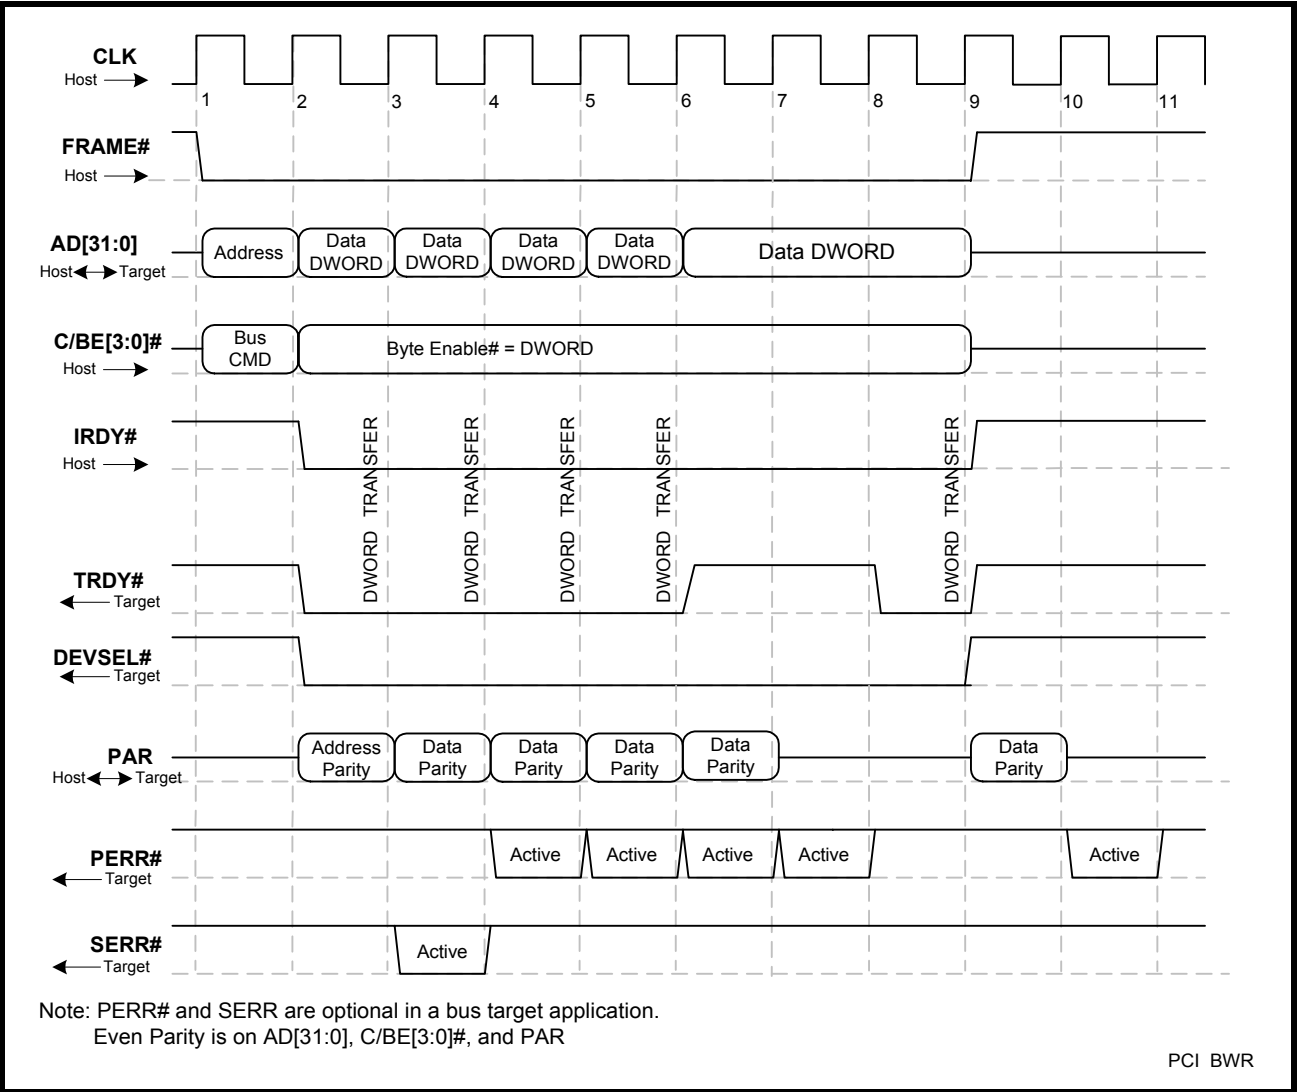 CLK
Host
1 2 3 4 5 6 7 8 9 10 11
FRAME#
Host
AD[31:0]
Host Target
Address
Data
DWORD
Data
DWORD
Data
DWORD
Data
DWORD
Data DWORD
C/BE[3:0]#
Host
Bus
CMD
Byte Enable# = DWORD
IRDY#
Host
DWORD TRANSFER
DWORD TRANSFER
DWORD TRANSFER
DWORD TRANSFER
DWORD TRANSFER
TRDY#
Target
DEVSEL#
Target
PAR
Host Target
Address
Parity
Data
Parity
Data
Parity
Data
Parity
Data
Parity
Data
Parity
PERR#
Target
Active
Active
Active
Active
Active
SERR#
Target
Active
Note: PERR# and SERR are optional in a bus target application.
Even Parity is on AD[31:0], C/BE[3:0]#, and PAR
PCI BWR